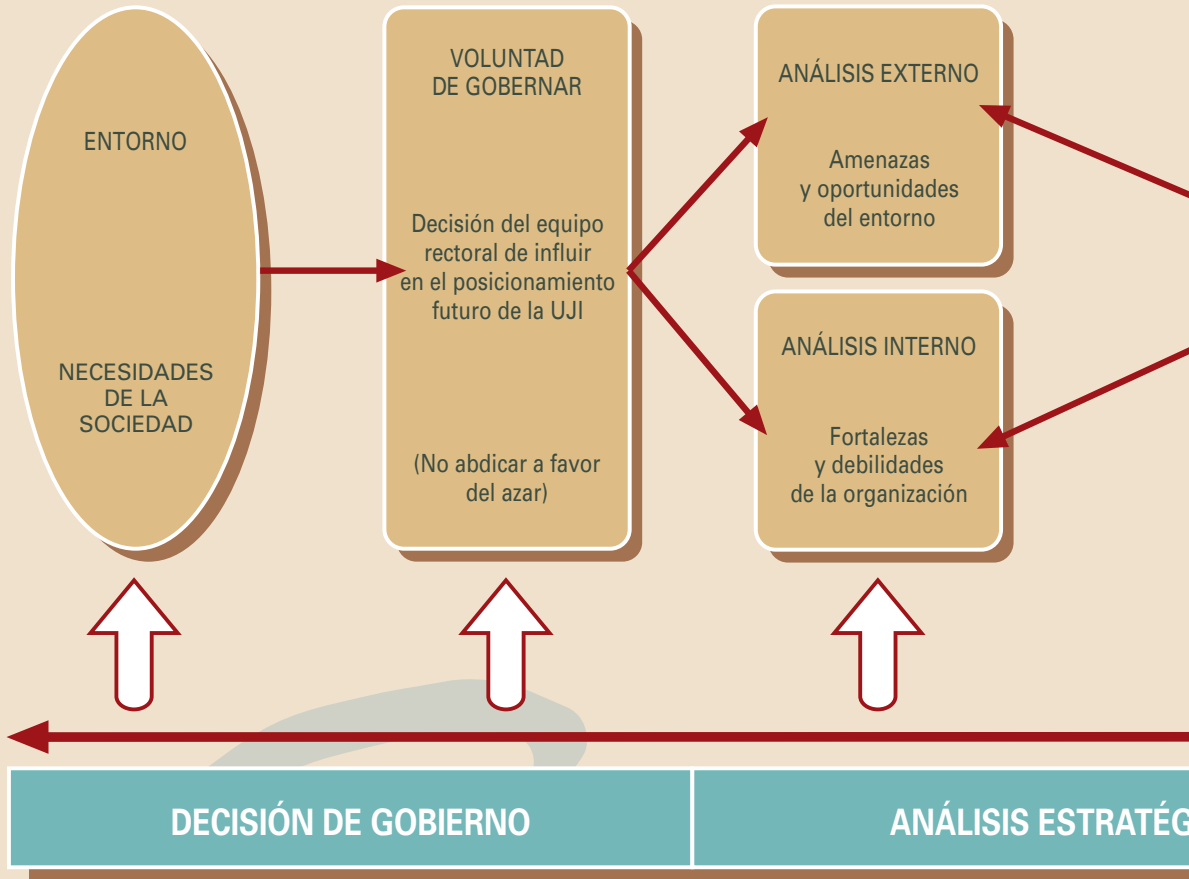 ENTORNO
NECESIDADES
DE LA
SOCIEDAD
VOLUNTAD
DE GOBERNAR
Decisión del equipo
rectoral de influir
en el posicionamiento
futuro de la UJI
(No abdicar a favor
del azar)
ANÁLISIS EXTERNO
Amenazas
y oportunidades
del entorno
ANÁLISIS INTERNO
Fortalezas
y debilidades
de la organización
DECISIÓN DE GOBIERNO
ANÁLISIS ESTRATÉG